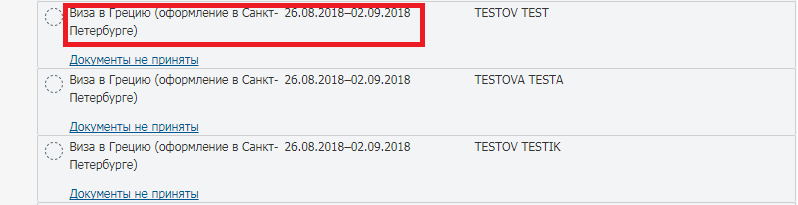 Виза в Грецию (оформление в Санкт- 26.08.2018–02.09.2018 TESTOV TEST
Петербурге)
Документы не приняты
Виза в Грецию (оформление в Санкт- 26.08.2018–02.09.2018 TESTOVA TESTA
Петербурге)
Документы не приняты
Виза в Грецию (оформление в Санкт- 26.08.2018–02.09.2018 TESTOV TESTIK
Петербурге)
Документы не приняты